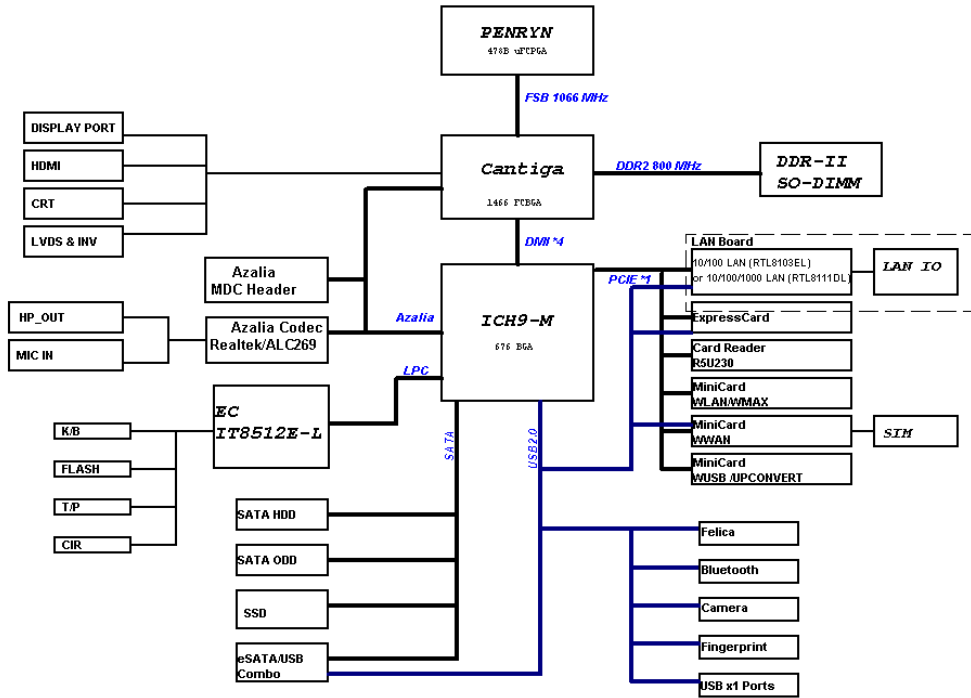 PENRYN
478B uFCPGA
FSB 1066 MHz
DISPLAY PORT
HDMI
CRT
LVDS & INV
Cantiga
1466 FCBGA
DDR2 800 MHz
DDR-II
SO-DIMM
DMI *4
LAN Board
10/100 LAN (RTL8103EL)
or 10/100/1000 LAN (RTL8111DL)
LAN IO
PCIE *1
Azalia
MDC Header
HP_OUT
MIC IN
Azalia Codec
Realtek/ALC269
Azalia
ICH9-M
676 BGA
ExpressCard
Card Reader
R5U230
LPC
MiniCard
WLAN/WMAX
EC
IT8512E-L
MiniCard
WWAN
SIM
K/B
FLASH
T/P
CIR
SATA
USB2.0
MiniCard
WUSB /UPCONVERT
SATA HDD
SATA ODD
SSD
eSATA/USB
Combo
Felica
Bluetooth
Camera
Fingerprint
USB x1 Ports